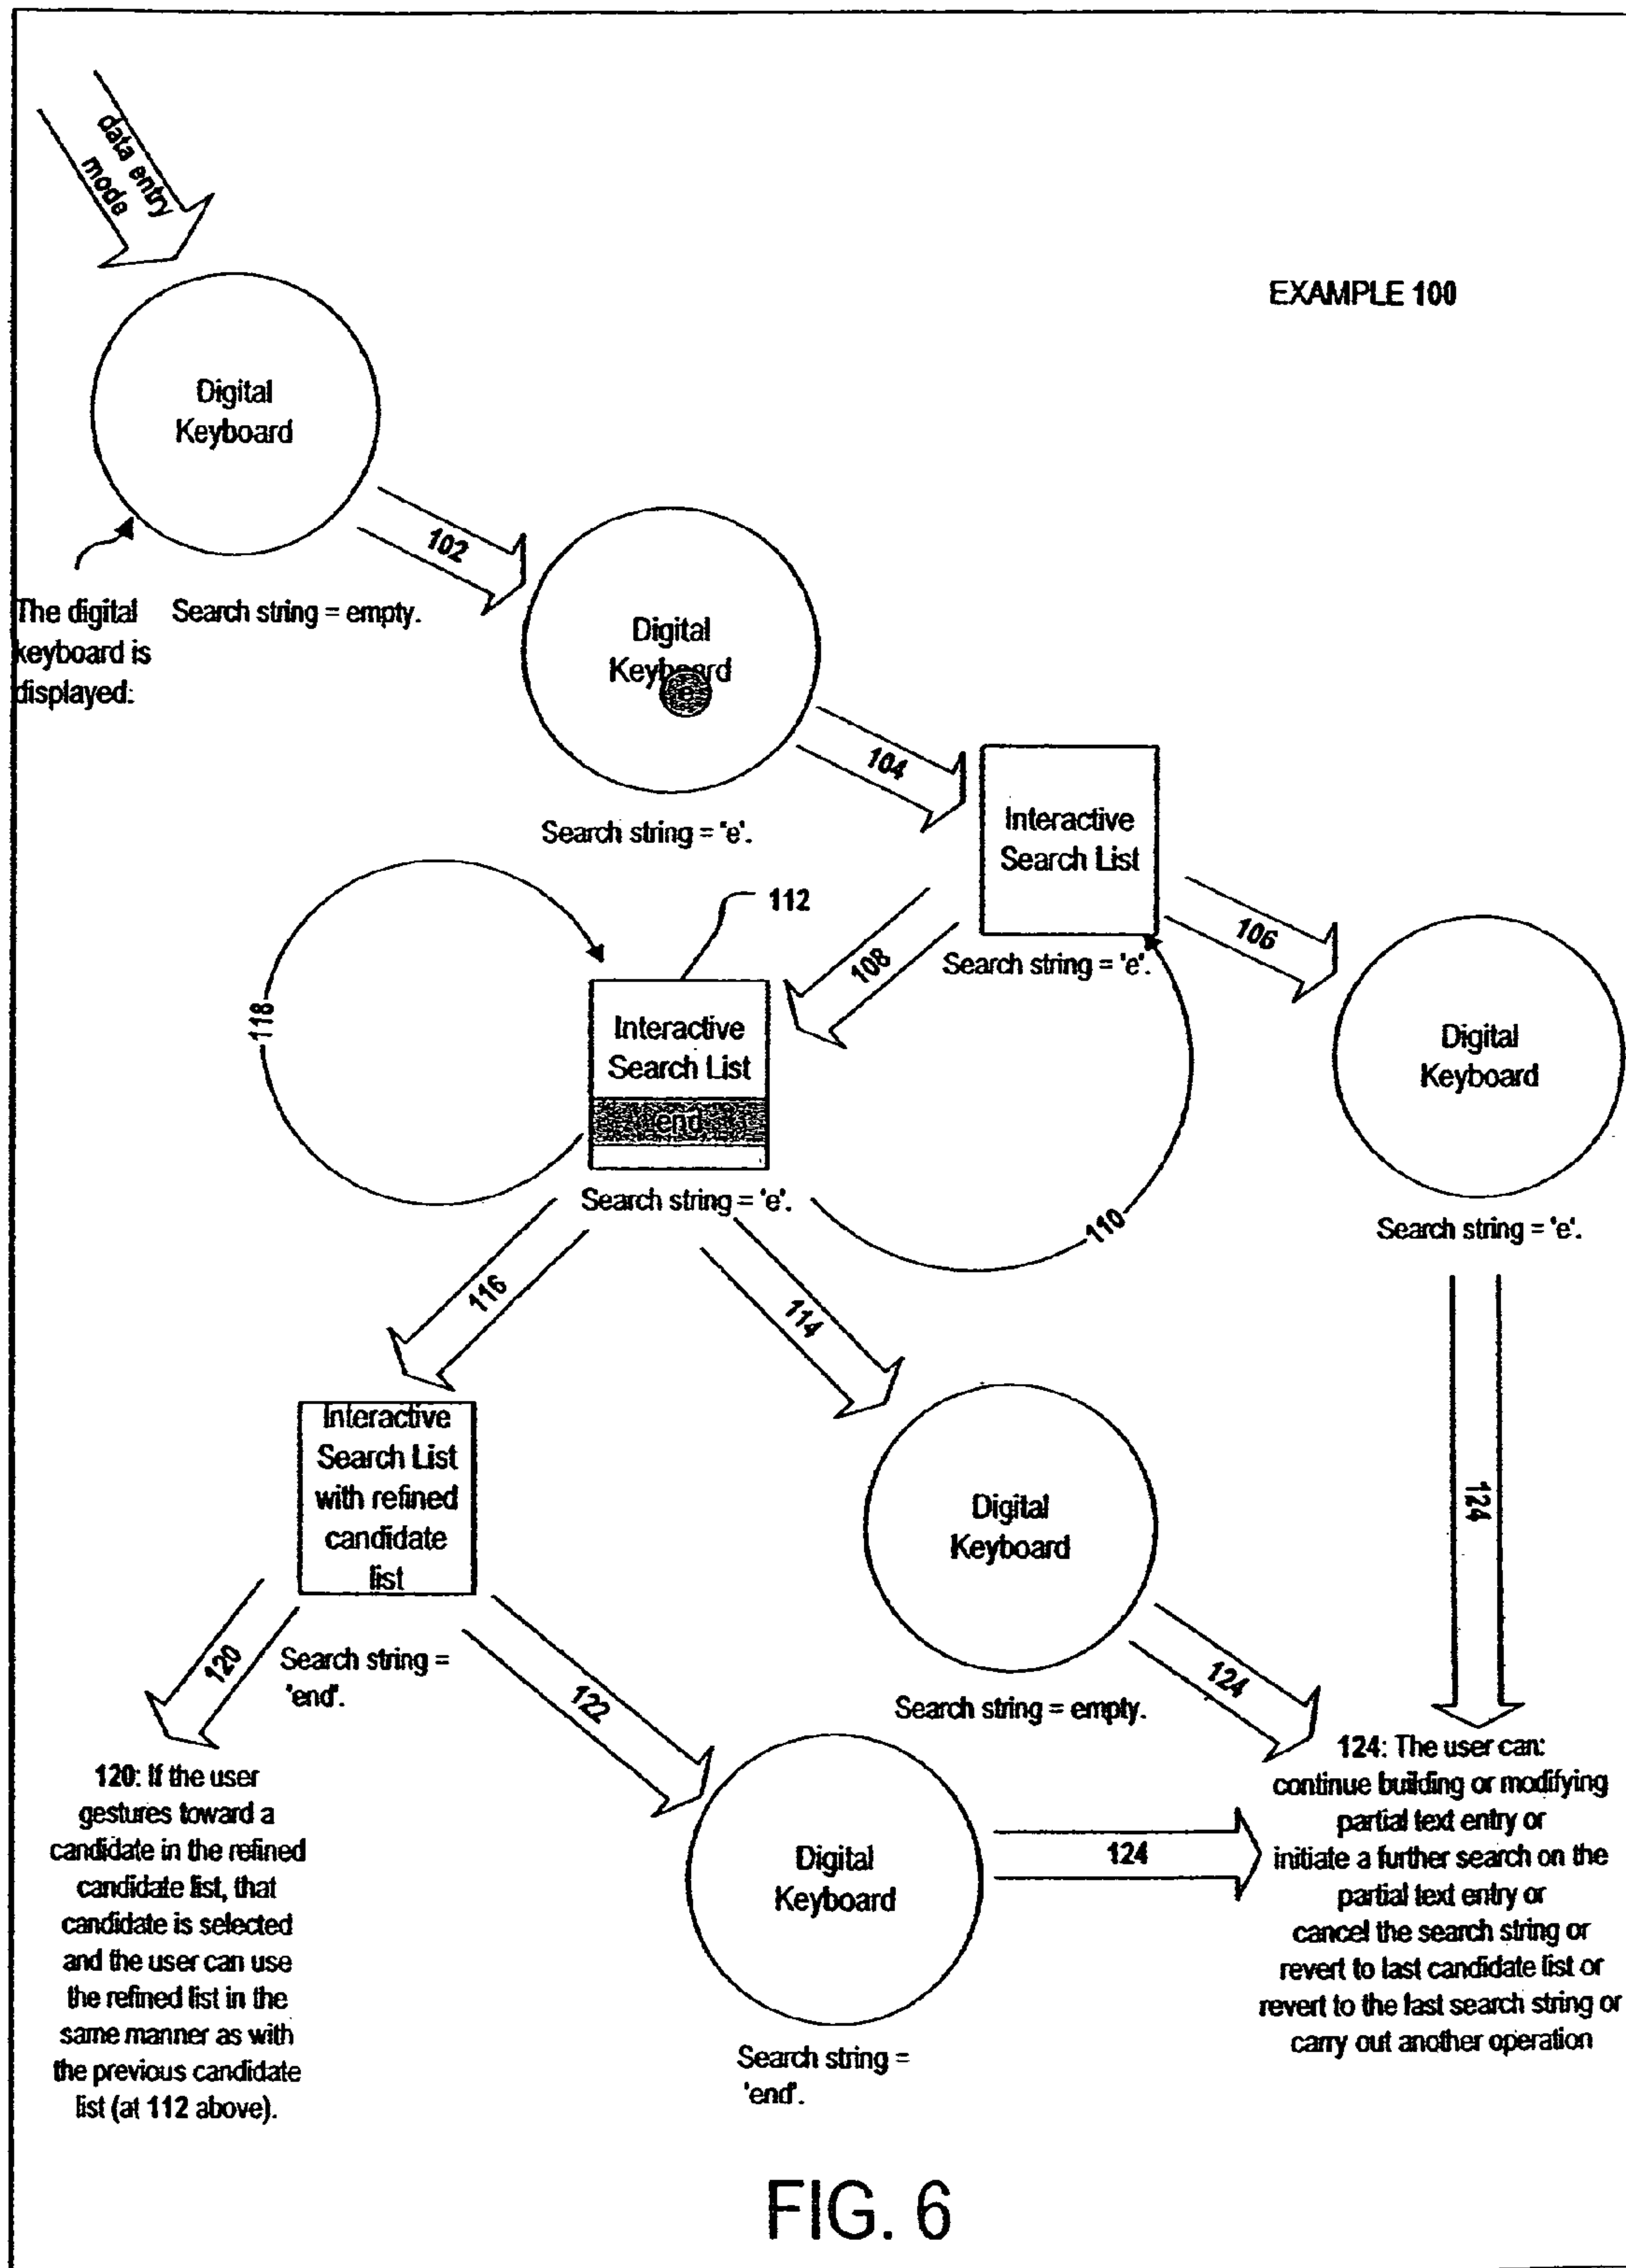 data entry
mode
EXAMPLE 100
Digital
Keyboard
102
The digital
keyboard is
displayed:
Search string = empty.
Digital
Keyboard
e
104
Search string = 'e'.
Interactive
Search List
112
106
108
Search string = 'e'.
118
Interactive
Search List
end
Digital
Keyboard
Search string = 'e'.
110
Search string = 'e'.
116
114
Interactive
Search List
with refined
candidate
list
Digital
Keyboard
124
120
Search string =
'end'.
122
124
Search string = empty.
120: If the user
gestures toward a
candidate in the refined
candidate list, that
candidate is selected
and the user can use
the refined list in the
same manner as with
the previous candidate
list (at 112 above).
Digital
Keyboard
124
Search string =
'end'.
124: The user can:
continue building or modifying
partial text entry or
initiate a further search on the
partial text entry or
cancel the search string or
revert to last candidate list or
revert to the last search string or
carry out another operation
FIG. 6